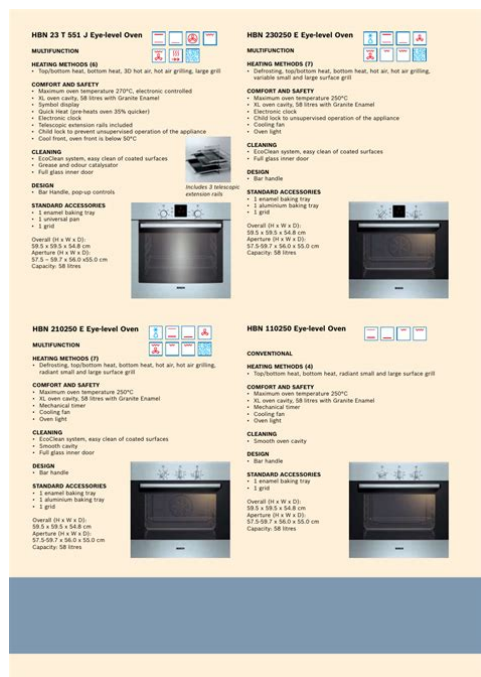 HBN 23 T 551 J Eye-level Oven
MULTIFUNCTION
HEATING METHODS (6)
• Top/bottom heat, bottom heat, 3D hot air, hot air grilling, large grill
COMFORT AND SAFETY
• Maximum oven temperature 270°C, electronic controlled
• XL oven cavity, 58 litres with Granite Enamel
• Symbol display
• Quick Heat (pre-heats oven 35% quicker)
• Electronic clock
• Telescopic extension rails included
• Child lock to prevent unsupervised operation of the appliance
• Cool front, oven front is below 50°C
CLEANING
• EcoClean system, easy clean of coated surfaces
• Grease and odour catalysator
• Full glass inner door
DESIGN
• Bar Handle, pop-up controls
Includes 3 telescopic
extension rails
STANDARD ACCESSORIES
• 1 enamel baking tray
• 1 universal pan
• 1 grid
Overall (H x W x D):
59.5 x 59.5 x 54.8 cm
Aperture (H x W x D):
57.5 – 59.7 x 56.0 x55.0 cm
Capacity: 58 litres
HBN 230250 E Eye-level Oven
MULTIFUNCTION
HEATING METHODS (7)
• Defrosting, top/bottom heat, bottom heat, hot air, hot air grilling,
variable small and large surface grill
COMFORT AND SAFETY
• Maximum oven temperature 250°C
• XL oven cavity, 58 litres with Granite Enamel
• Electronic clock
• Child lock to unsupervised operation of the appliance
• Cooling fan
• Oven light
CLEANING
• EcoClean system, easy clean of coated surfaces
• Full glass inner door
DESIGN
• Bar handle
STANDARD ACCESSORIES
• 1 enamel baking tray
• 1 aluminium baking tray
• 1 grid
Overall (H x W x D):
59.5 x 59.5 x 54.8 cm
Aperture (H x W x D):
57.5-59.7 x 56.0 x 55.0 cm
Capacity: 58 litres
HBN 210250 E Eye-level Oven
MULTIFUNCTION
HEATING METHODS (7)
• Defrosting, top/bottom heat, bottom heat, hot air, hot air grilling,
radiant small and large surface grill
COMFORT AND SAFETY
• Maximum oven temperature 250°C
• XL oven cavity, 58 litres with Granite Enamel
• Mechanical timer
• Cooling fan
• Oven light
CLEANING
• EcoClean system, easy clean of coated surfaces
• Smooth cavity
• Full glass inner door
DESIGN
• Bar handle
STANDARD ACCESSORIES
• 1 enamel baking tray
• 1 aluminium baking tray
• 1 grid
Overall (H x W x D):
59.5 x 59.5 x 54.8 cm
Aperture (H x W x D):
57.5-59.7 x 56.0 x 55.0 cm
Capacity: 58 litres
HBN 110250 Eye-level Oven
CONVENTIONAL
HEATING METHODS (4)
• Top/bottom heat, bottom heat, radiant small and large surface grill
COMFORT AND SAFETY
• Maximum oven temperature 250°C
• XL oven cavity, 58 litres with Granite Enamel
• Mechanical timer
• Cooling fan
• Oven light
CLEANING
• Smooth oven cavity
DESIGN
• Bar handle
STANDARD ACCESSORIES
• 1 enamel baking tray
• 1 grid
Overall (H x W x D):
59.5 x 59.5 x 54.8 cm
Aperture (H x W x D):
57.5-59.7 x 56.0 x 55.0 cm
Capacity: 58 litres